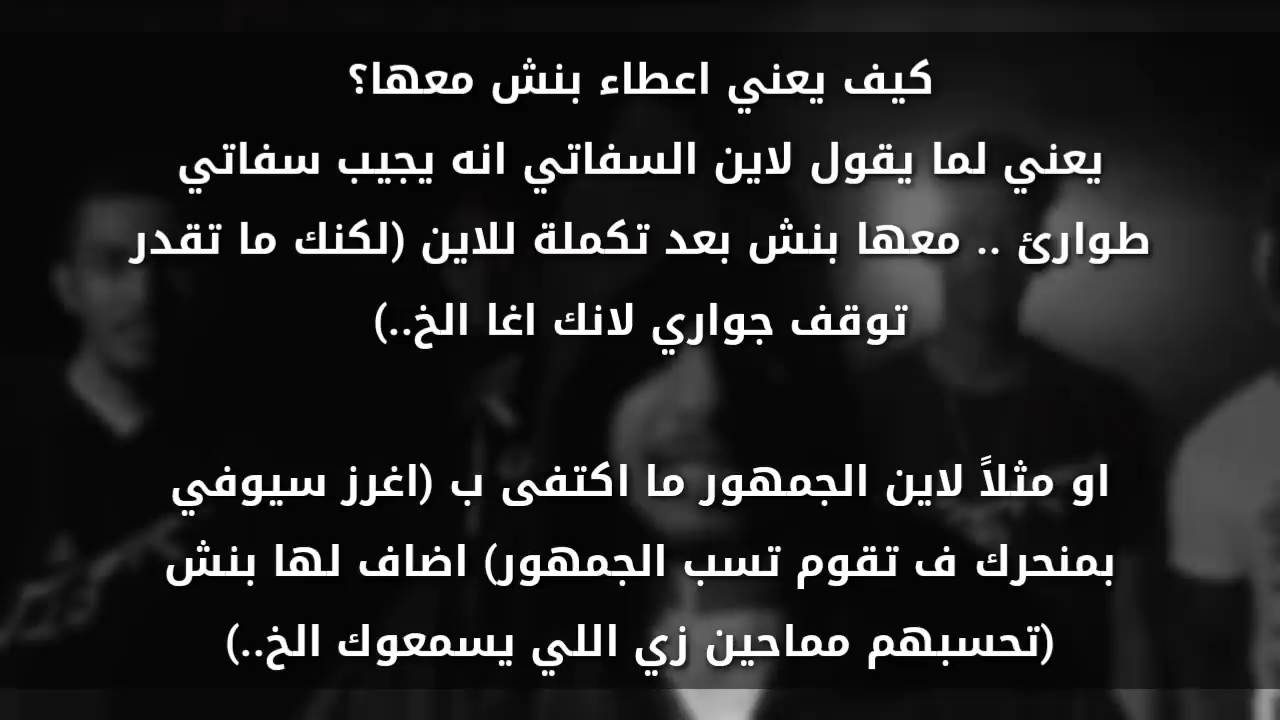 كيف يعني اعطاء بنش معها؟
يعني لما يقول لاين السفاتي انه يجيب سفاتي
طوارئ .. معها بنش بعد تكملة للاين (لكنك ما تقدر
توقف جواري لانك اغا الخ..)
او مثلاً لاين الجمهور ما اكتفى ب (اغرز سيوفي
بمنحرك ف تقوم تسب الجمهور) اضاف لها بنش
(تحسبهم مماحين زي اللي يسمعوك الخ..)